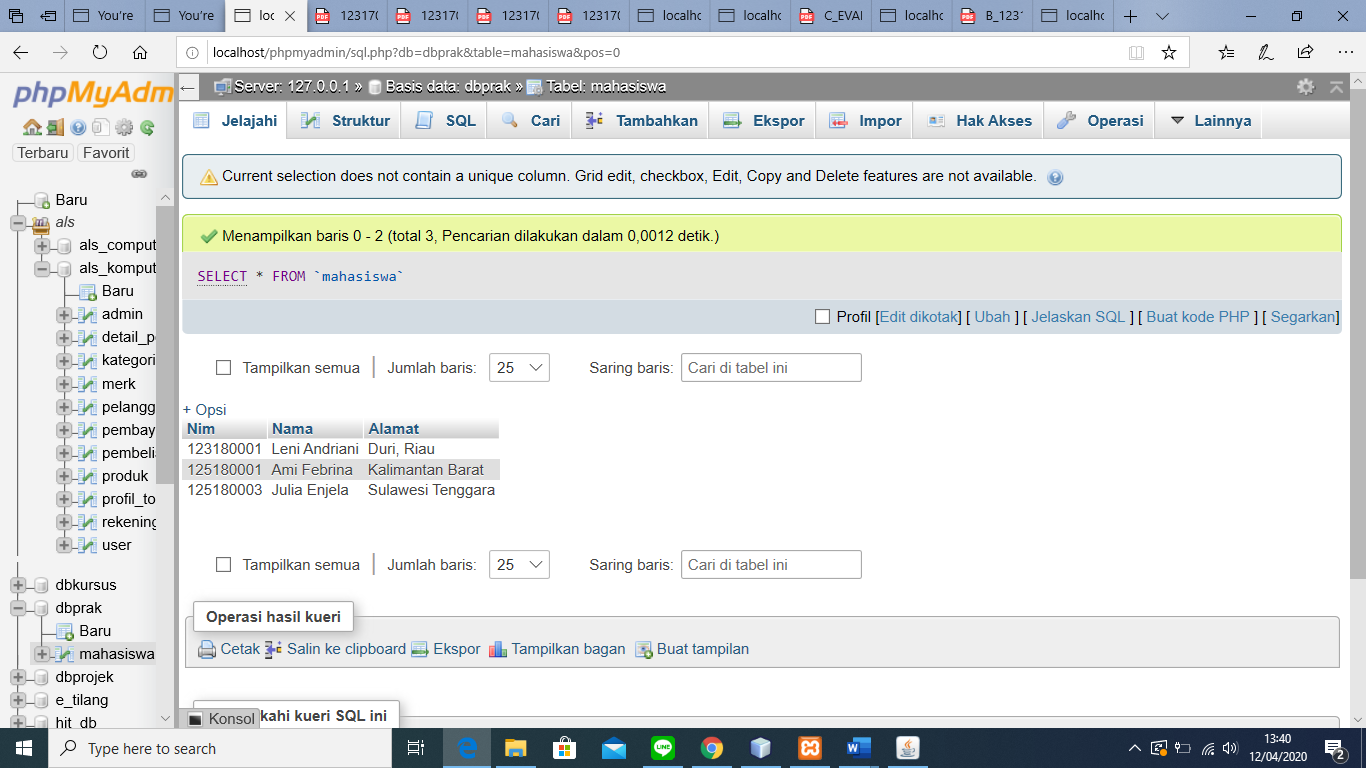 You're You're loc 12317( 12317( 12317( 12317( localho localho C_EVAI localho B_123' localho
localhost/phpmyadmin/sql.php?db=dbprak&table=mahasiswa&pos=0
phpMyAdm
Terbaru Favorit
Baru
als
als_comput
als_komput
Baru
admin
detail_p
kategori
merk
pelangg
pembay
pembeli
produk
profil_to
rekening
user
dbkursus
dbprak
Baru
mahasiswa
dbprojek
e_tilang
hit_db
Server: 127.0.0.1 » Basis data: dbprak » Tabel: mahasiswa
Jelajahi Struktur SQL Cari Tambahkan Ekspor Impor Hak Akses Operasi Lainnya
Current selection does not contain a unique column. Grid edit, checkbox, Edit, Copy and Delete features are not available.
Menampilkan baris 0 - 2 (total 3, Pencarian dilakukan dalam 0,0012 detik.)
SELECT * FROM `mahasiswa`
Profil [Edit dikotak] [ Ubah ] [ Jelaskan SQL ] [ Buat kode PHP ] [ Segarkan]
Tampilkan semua | Jumlah baris: 25 Saring baris: Cari di tabel ini
+ Opsi
Nim Nama Alamat
123180001 Leni Andriani Duri, Riau
125180001 Ami Febrina Kalimantan Barat
125180003 Julia Enjela Sulawesi Tenggara
Tampilkan semua | Jumlah baris: 25 Saring baris: Cari di tabel ini
Operasi hasil kueri
Cetak Salin ke clipboard Ekspor Tampilkan bagan Buat tampilan
Konsol kahi kueri SQL ini
Type here to search
13:40
12/04/2020
2